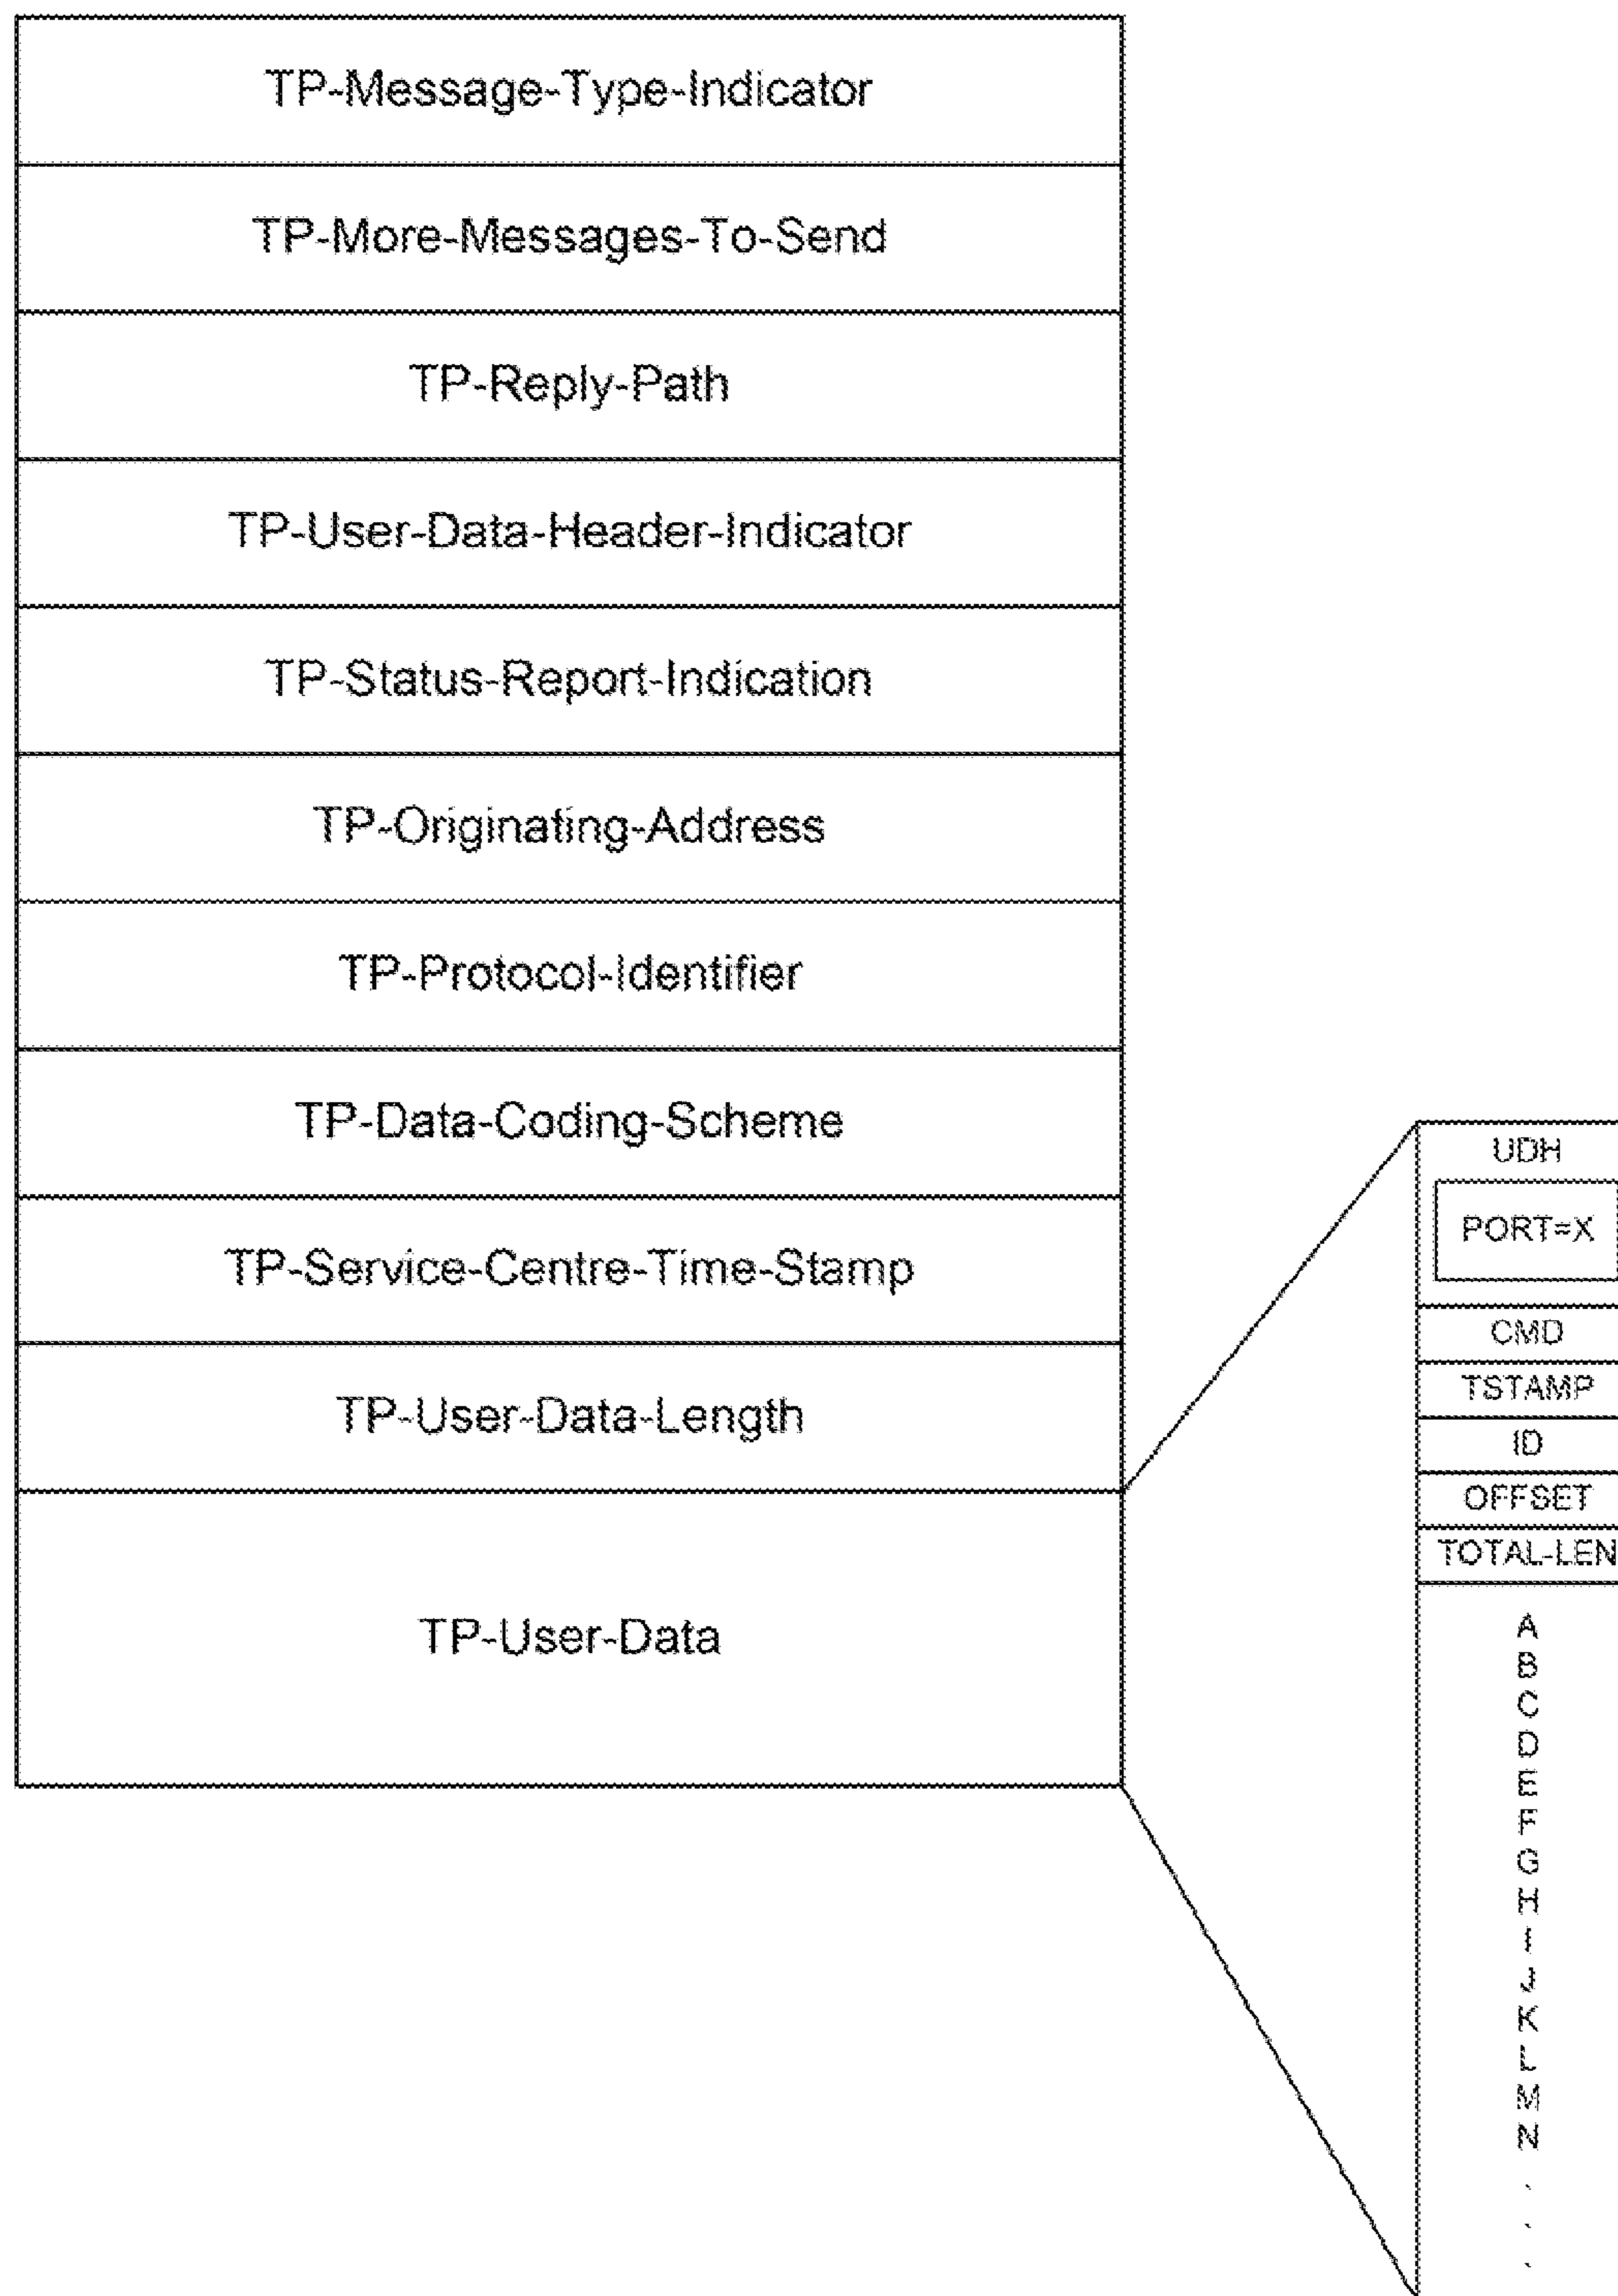 TP-Message-Type-Indicator
TP-More-Messages-To-Send
TP-Reply-Path
TP-User-Data-Header-Indicator
TP-Status-Report-Indication
TP-Originating-Address
TP-Protocol-Identifier
TP-Data-Coding-Scheme
TP-Service-Centre-Time-Stamp
TP-User-Data-Length
TP-User-Data
UDH
PORT=X
CMD
TSTAMP
ID
OFFSET
TOTAL-LEN
A
B
C
D
E
F
G
H
I
J
K
L
M
N
.
.
.